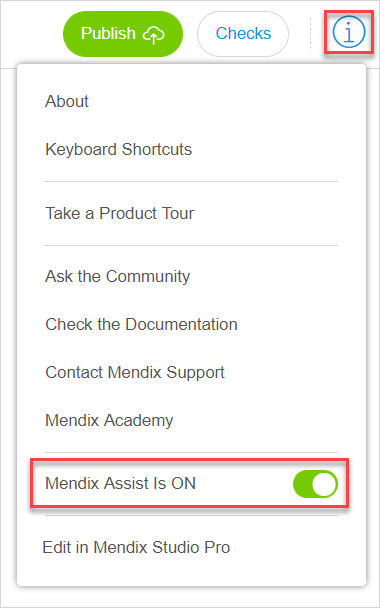 Publish Checks
About
Keyboard Shortcuts
Take a Product Tour
Ask the Community
Check the Documentation
Contact Mendix Support
Mendix Academy
Mendix Assist Is ON
Edit in Mendix Studio Pro